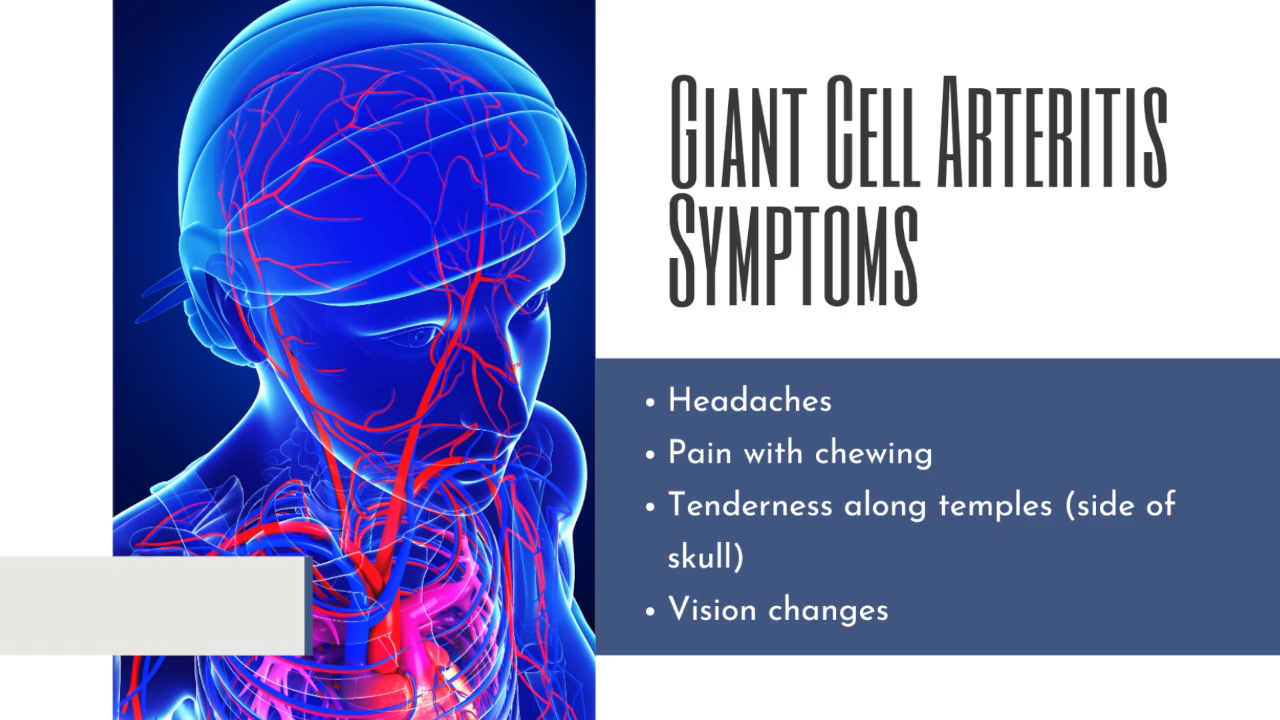 Giant Cell Arteritis
Symptoms
• Headaches
• Pain with chewing
• Tenderness along temples (side of
skull)
• Vision changes